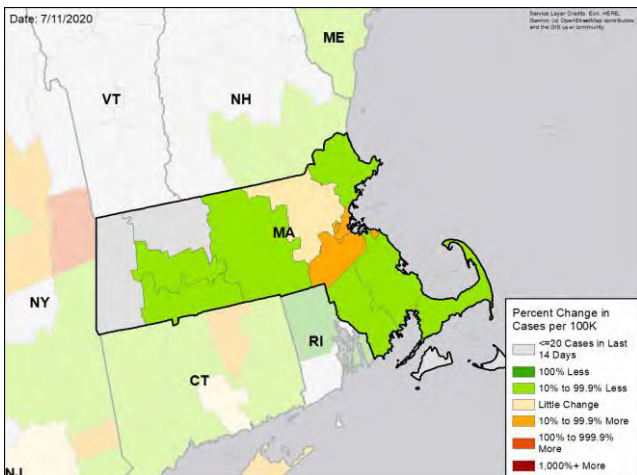 Date: 7/11/2020
Service Layer Credits: Esri, HERE,
Garmin, (c) OpenStreetMap contributors
and the GIS user community
ME
VT
NH
MA
NY
CT
RI
NJ
Percent Change in
Cases per 100K
<=20 Cases in Last
14 Days
100% Less
10% to 99.9% Less
Little Change
10% to 99.9% More
100% to 999.9%
More
1,000%+ More